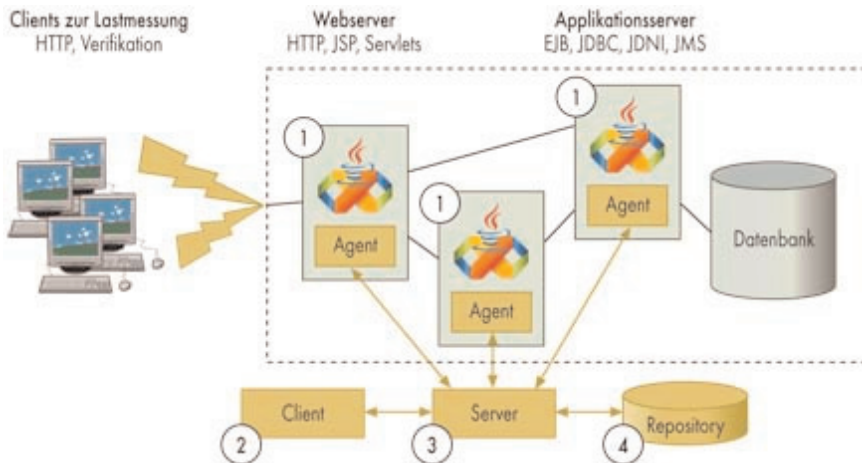 Clients zur Lastmessung
HTTP, Verifikation
Webserver
HTTP, JSP, Servlets
Applikationsserver
EJB, JDBC, JDNI, JMS
1
1
1
Agent
Agent
Agent
Datenbank
Client
Server
Repository
2
3
4